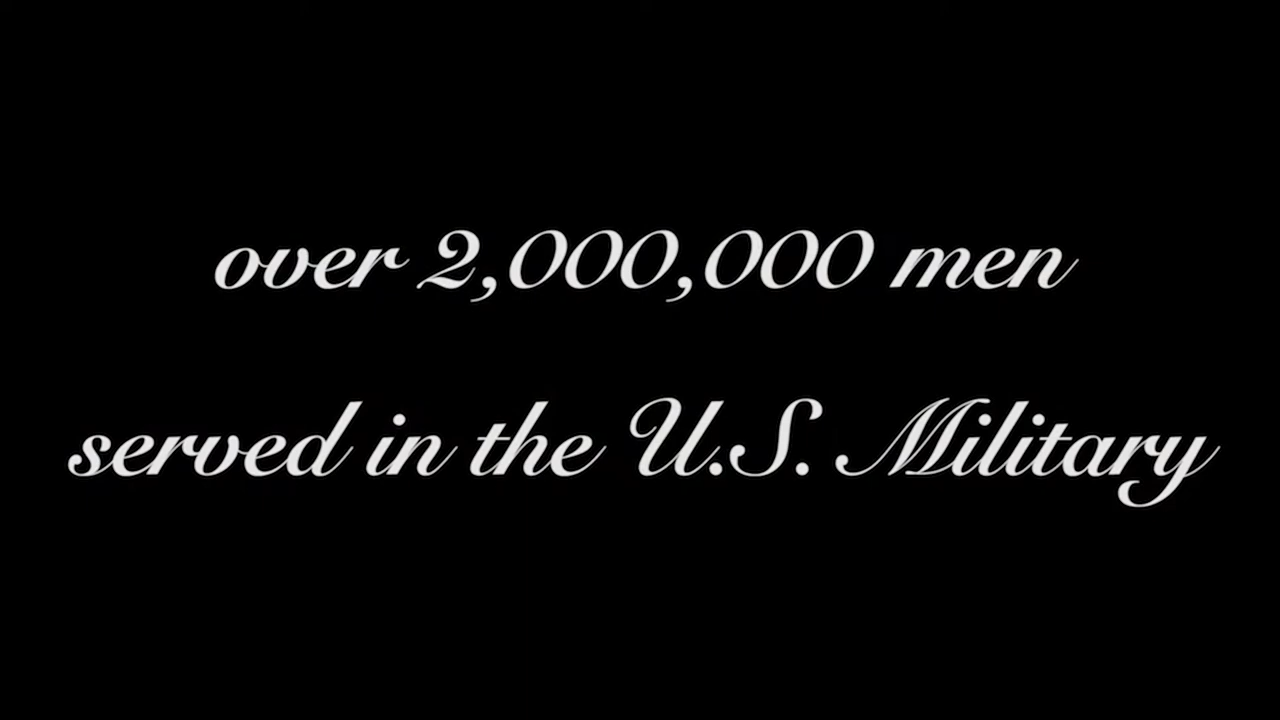 over 2,000,000 men
served in the U.S. Military